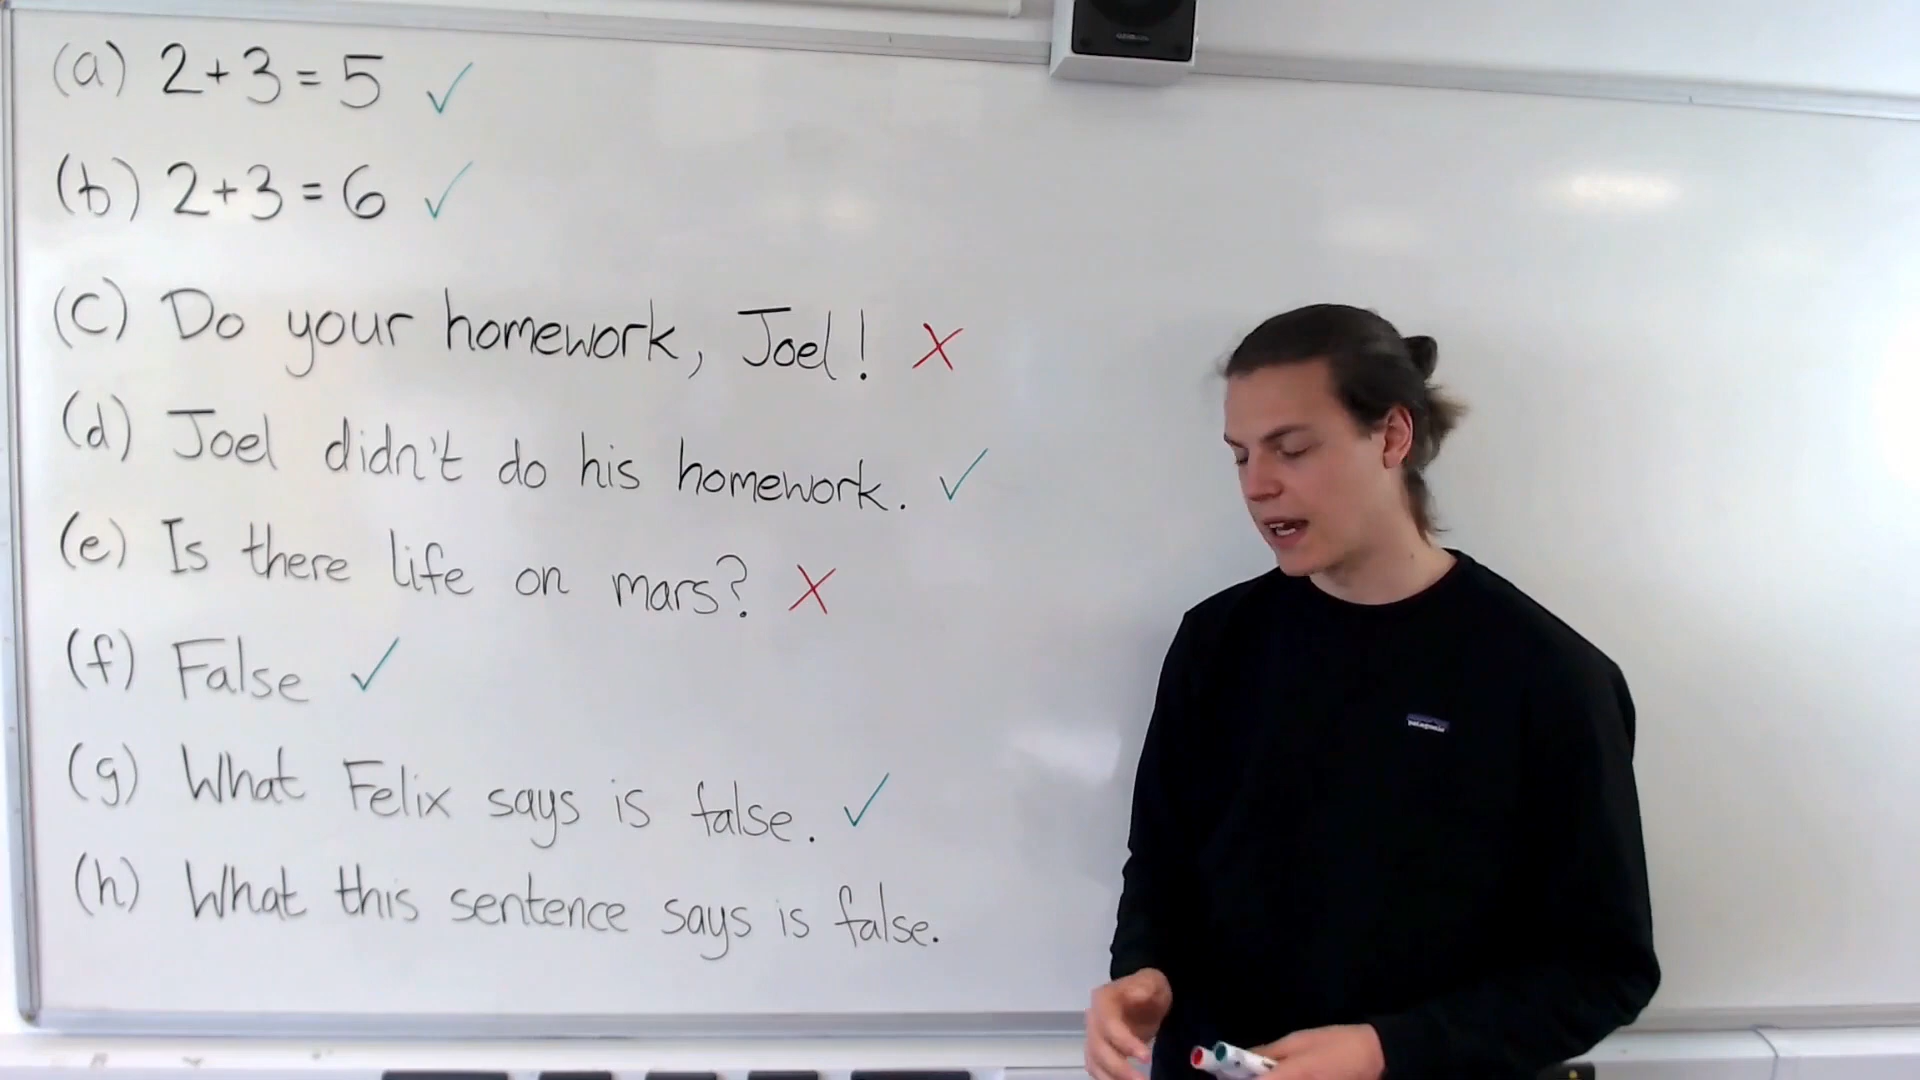 (a) 2+3=5 ✓
(b) 2+3=6 ✓
(c) Do your homework, Joel! X
(d) Joel didn't do his homework. ✓
(e) Is there life on mars? X
(f) False ✓
(g) What Felix says is false. ✓
(h) What this sentence says is false.
patagonia